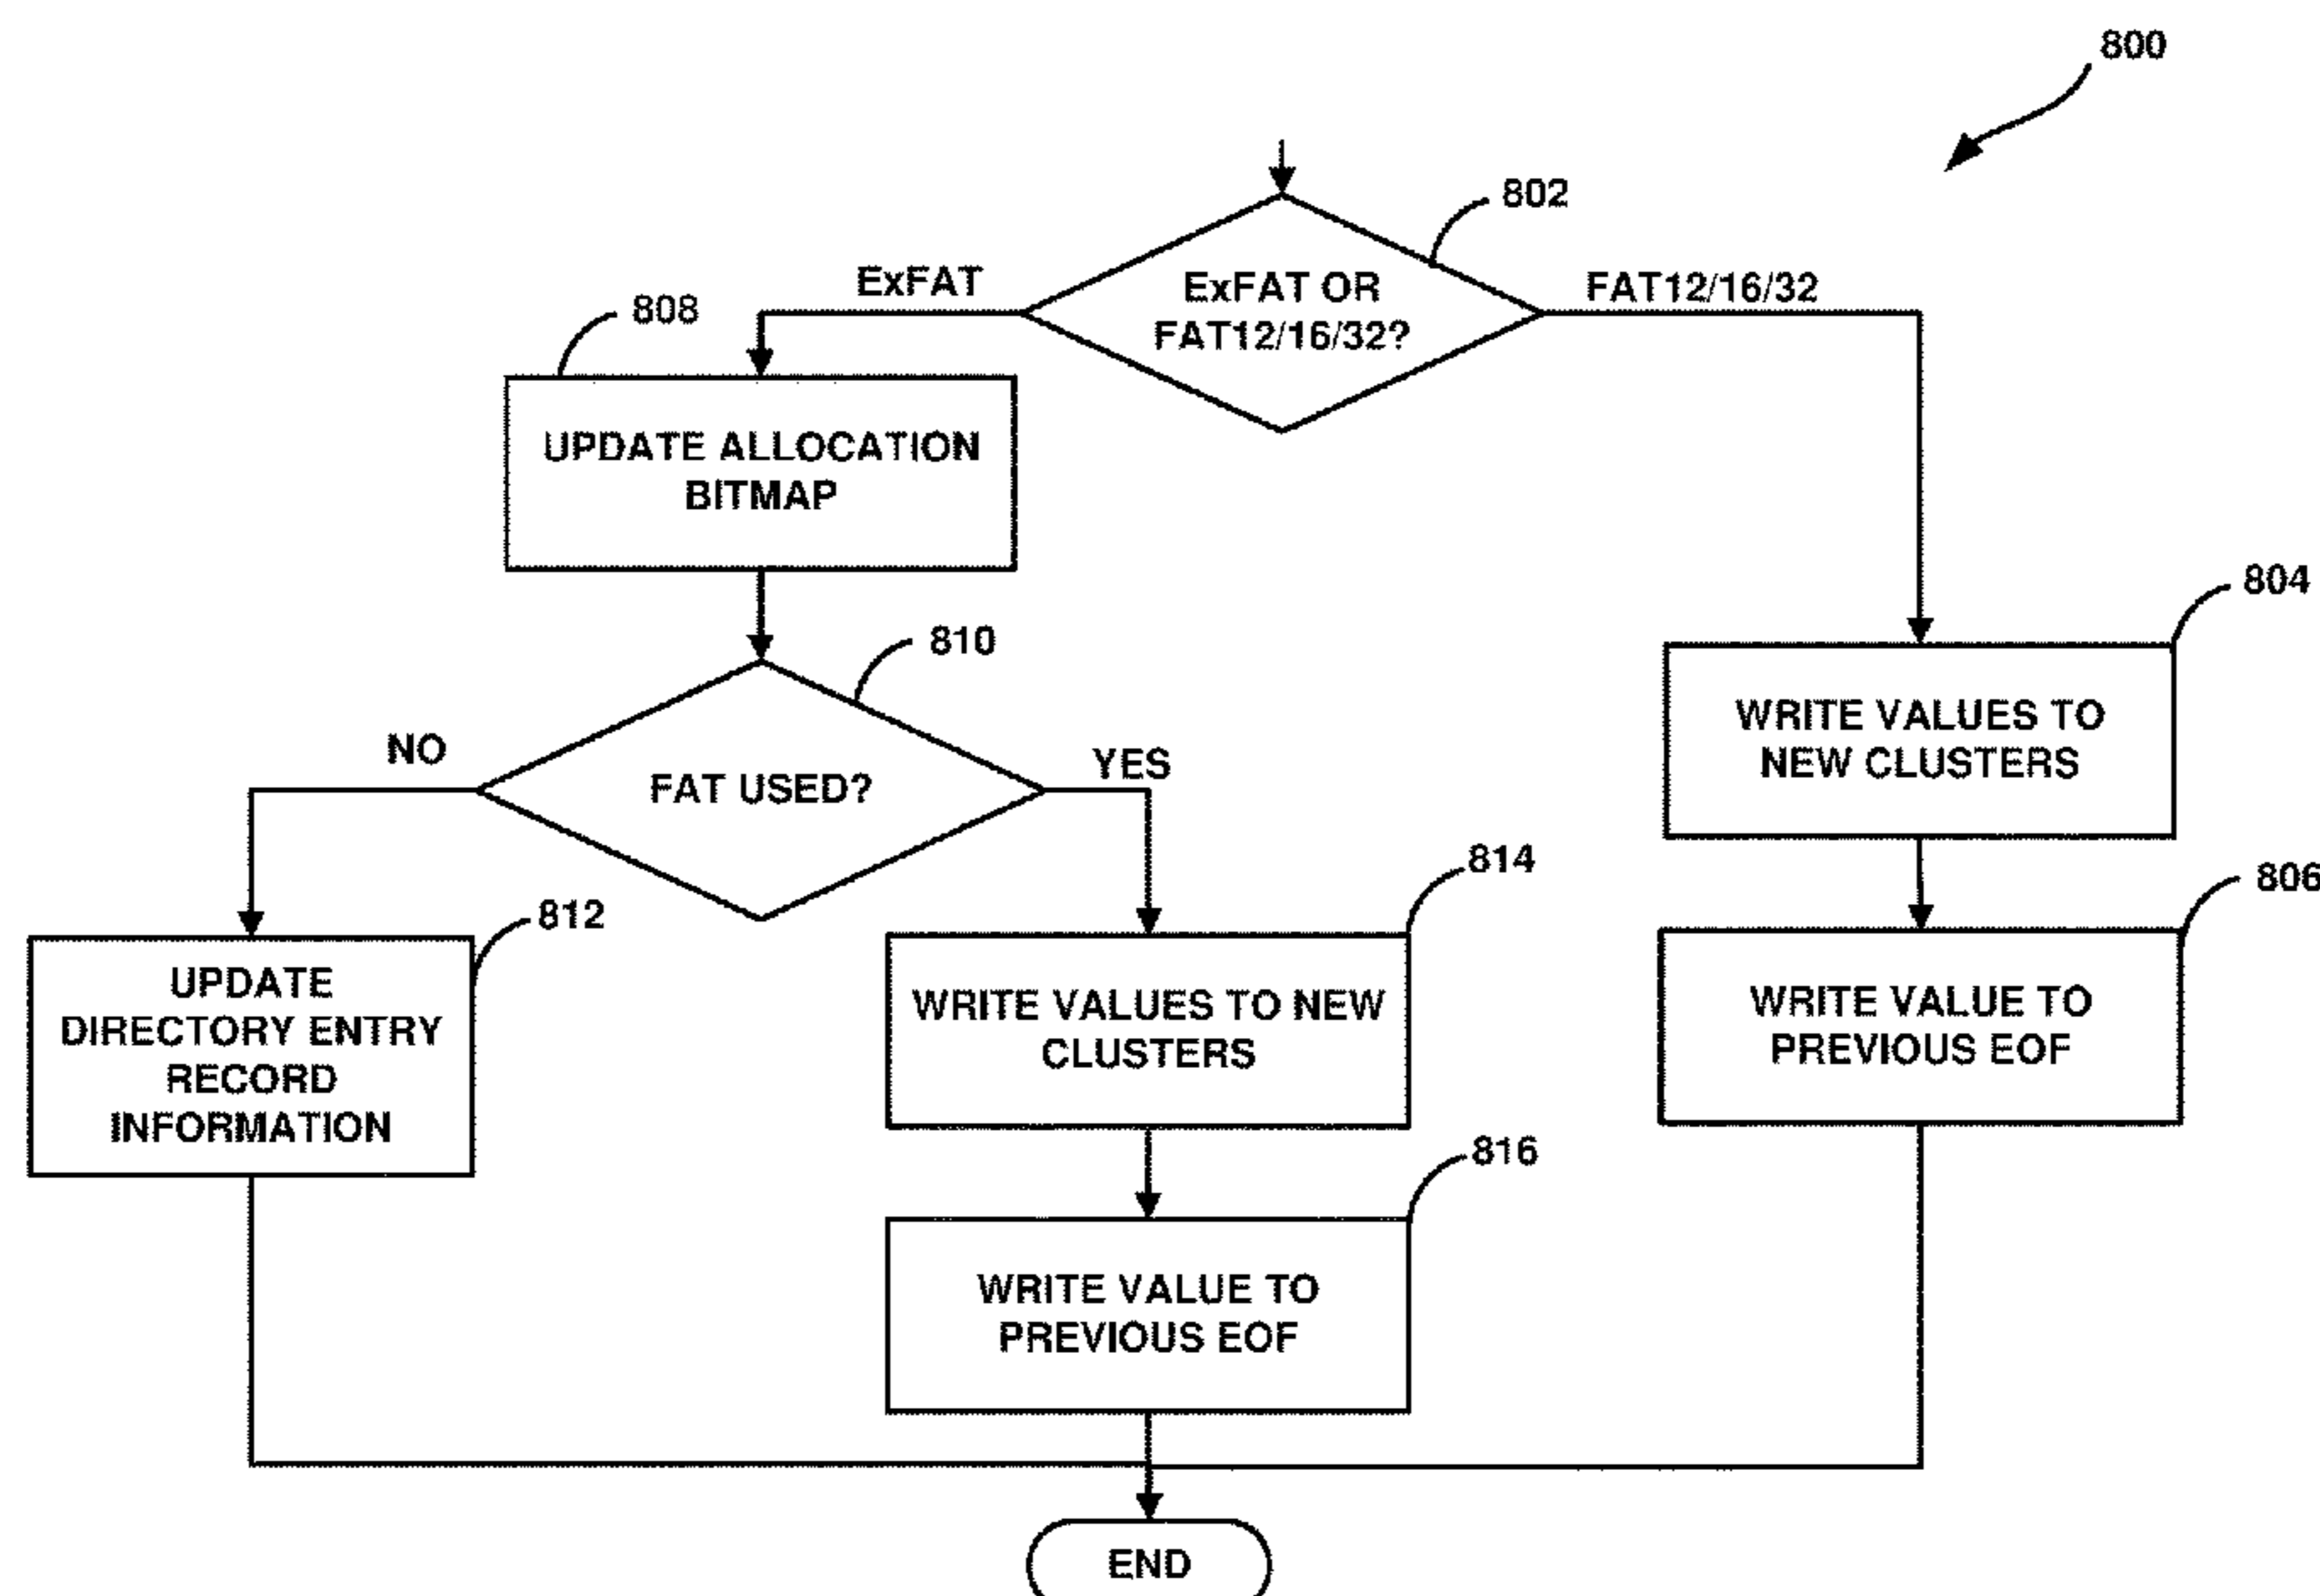 800
802
ExFAT
ExFAT OR
FAT12/16/32?
FAT12/16/32
808
UPDATE ALLOCATION
BITMAP
804
810
WRITE VALUES TO
NEW CLUSTERS
NO
FAT USED?
YES
814
806
812
UPDATE
DIRECTORY ENTRY
RECORD
INFORMATION
WRITE VALUES TO NEW
CLUSTERS
WRITE VALUE TO
PREVIOUS EOF
816
WRITE VALUE TO
PREVIOUS EOF
END